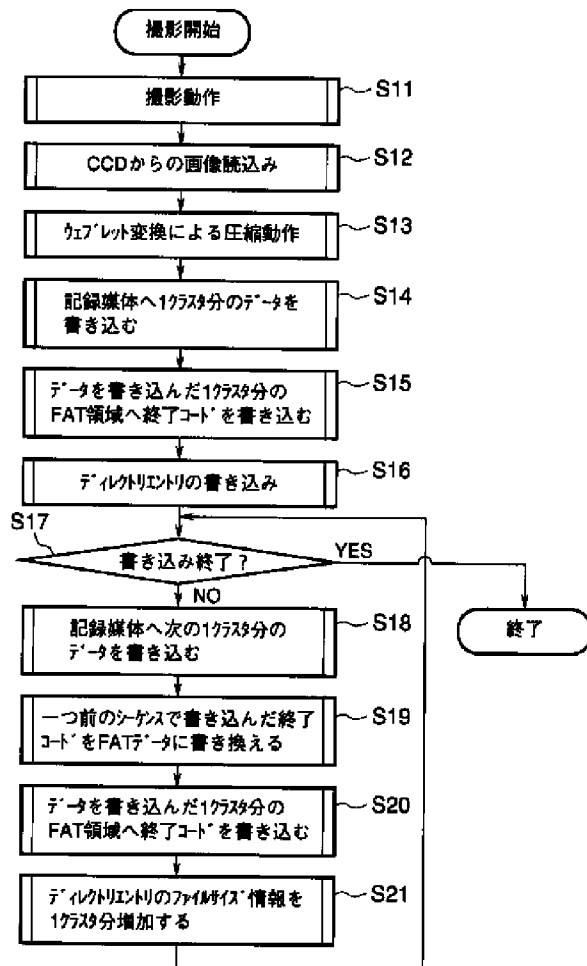 撮影開始
撮影動作
S11
CCDからの画像読込み
S12
ウェブレット変換による圧縮動作
S13
記録媒体へ1クラスタ分のデータを
書き込む
S14
データを書き込んだ1クラスタ分の
FAT領域へ終了コードを書き込む
S15
ディレクトリエントリの書き込み
S16
S17
書き込み終了？
YES
NO
終了
記録媒体へ次の1クラスタ分の
データを書き込む
S18
一つ前のシーケンスで書き込んだ終了
コードをFATデータに書き換える
S19
データを書き込んだ1クラスタ分の
FAT領域へ終了コードを書き込む
S20
ディレクトリエントリのファイルサイズ情報を
1クラスタ分増加する
S21